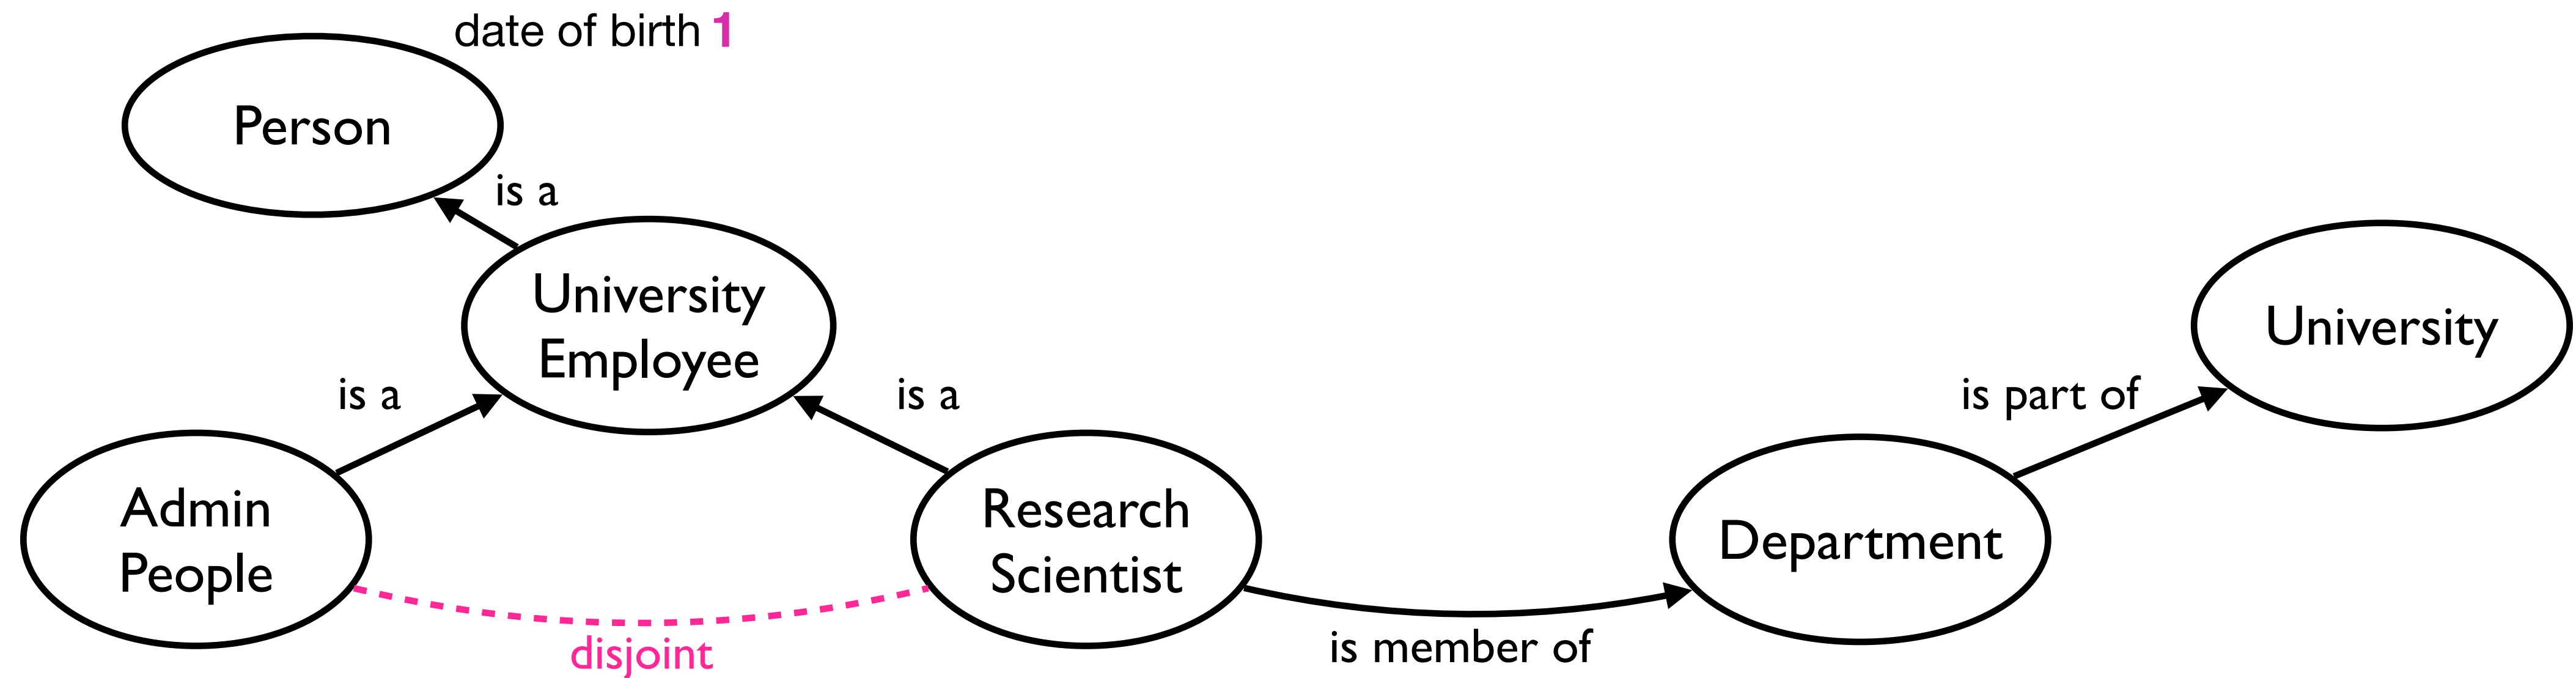 date of birth 1
Person
is a
University
Employee
University
is a
is a
is part of
Admin
People
Research
Scientist
Department
disjoint
is member of